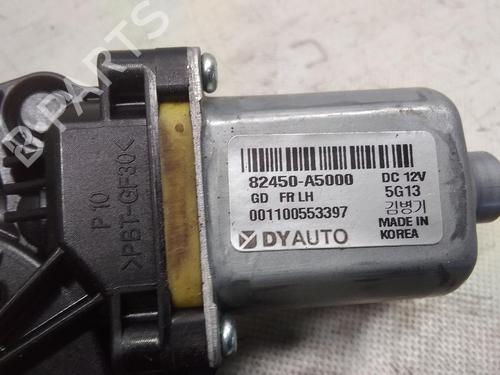 B-PARTS
P10
>PBT-GF30<
82450-A5000 DC 12V
GD FR LH 5G13
001100553397 김병기
DYAUTO MADE IN
KOREA